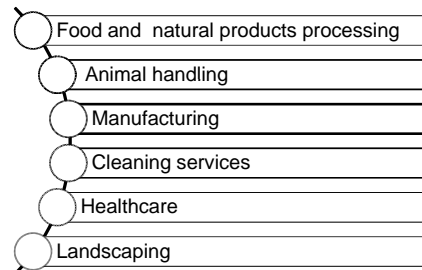 Food and natural products processing
Animal handling
Manufacturing
Cleaning services
Healthcare
Landscaping